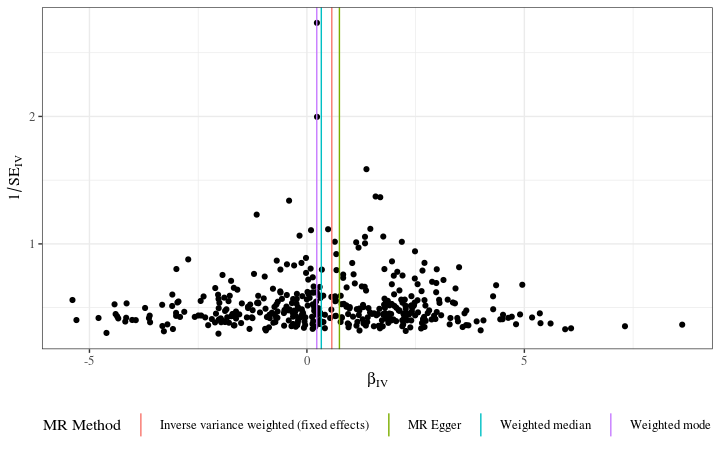 2
1
1/SE_IV
-5
0
5
β_IV
MR Method
Inverse variance weighted (fixed effects)
MR Egger
Weighted median
Weighted mode